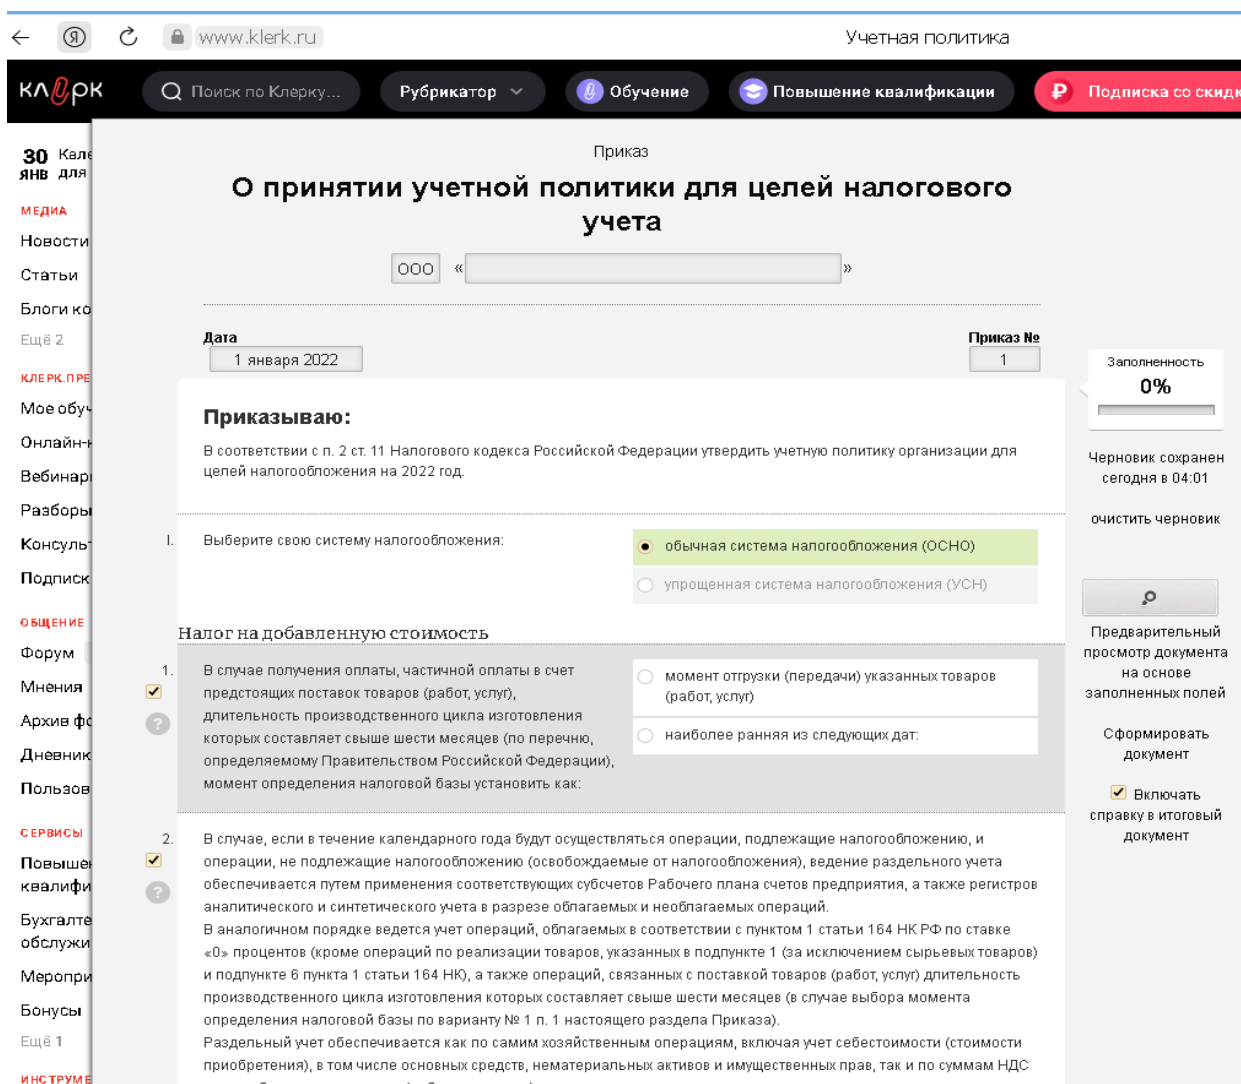 www.klerk.ru
Учетная политика
клерк
Поиск по Клерку...
Рубрикатор
Обучение
Повышение квалификации
Подписка со
30
ЯНВ
для
Приказ
О принятии учетной политики для целей налогового
учета
ООО « »
Дата
1 января 2022
Приказ №
1
МЕДИА
Новости
Статьи
Блоги
Ещё 2
Мое
ОБЩЕНИЕ
Форум
Мнения
Архив
СЕРВИСЫ
Бонусы
Ещё 1
Приказываю:
В соответствии с п. 2 ст. 11 Налогового кодекса Российской Федерации утвердить учетную политику организации для
целей налогообложения на 2022 год.
I. Выберите свою систему налогообложения:
обычная система налогообложения (ОСНО)
упрощенная система налогообложения (УСН)
Налог на добавленную стоимость
1. В случае получения оплаты, частичной оплаты в счет
предстоящих поставок товаров (работ, услуг),
длительность производственного цикла изготовления
которых составляет свыше шести месяцев (по перечню,
определяемому Правительством Российской Федерации),
момент определения налоговой базы установить как:
момент отгрузки (передачи) указанных товаров
(работ, услуг)
наиболее ранняя из следующих дат:
2. В случае, если в течение календарного года будут осуществляться операции, подлежащие налогообложению, и
операции, не подлежащие налогообложению (освобождаемые от налогообложения), ведение раздельного учета
обеспечивается путем применения соответствующих субсчетов Рабочего плана счетов предприятия, а также регистров
аналитического и синтетического учета в разрезе облагаемых и необлагаемых операций.
В аналогичном порядке ведется учет операций, облагаемых в соответствии с пунктом 1 статьи 164 НК РФ по ставке
«0» процентов (кроме операций по реализации товаров, указанных в подпункте 1 (за исключением сырьевых товаров)
и подпункте 6 пункта 1 статьи 164 НК), а также операций, связанных с поставкой товаров (работ, услуг) длительность
производственного цикла изготовления которых составляет свыше шести месяцев (в случае выбора момента
определения налоговой базы по варианту № 1 п. 1 настоящего раздела Приказа).
Раздельный учет обеспечивается как по самим хозяйственным операциям, включая учет себестоимости (стоимости
приобретения), в том числе основных средств, нематериальных активов и имущественных прав, так и по суммам НДС
Заполненность
0%
Черновик сохранен
сегодня в 04:01
очистить черновик
Предварительный
просмотр документа
на основе
заполненных полей
Сформировать
документ
Включать
справку в итоговый
документ